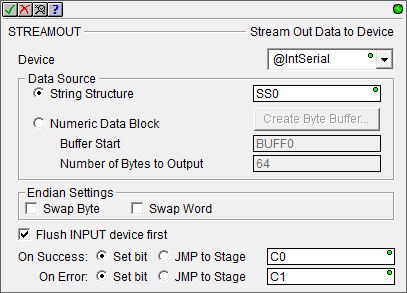 STREAMOUT Stream Out Data to Device
Device @IntSerial
Data Source
String Structure SS0
Numeric Data Block Create Byte Buffer...
Buffer Start BUFF0
Number of Bytes to Output 64
Endian Settings
Swap Byte Swap Word
Flush INPUT device first
On Success: Set bit JMP to Stage C0
On Error: Set bit JMP to Stage C1